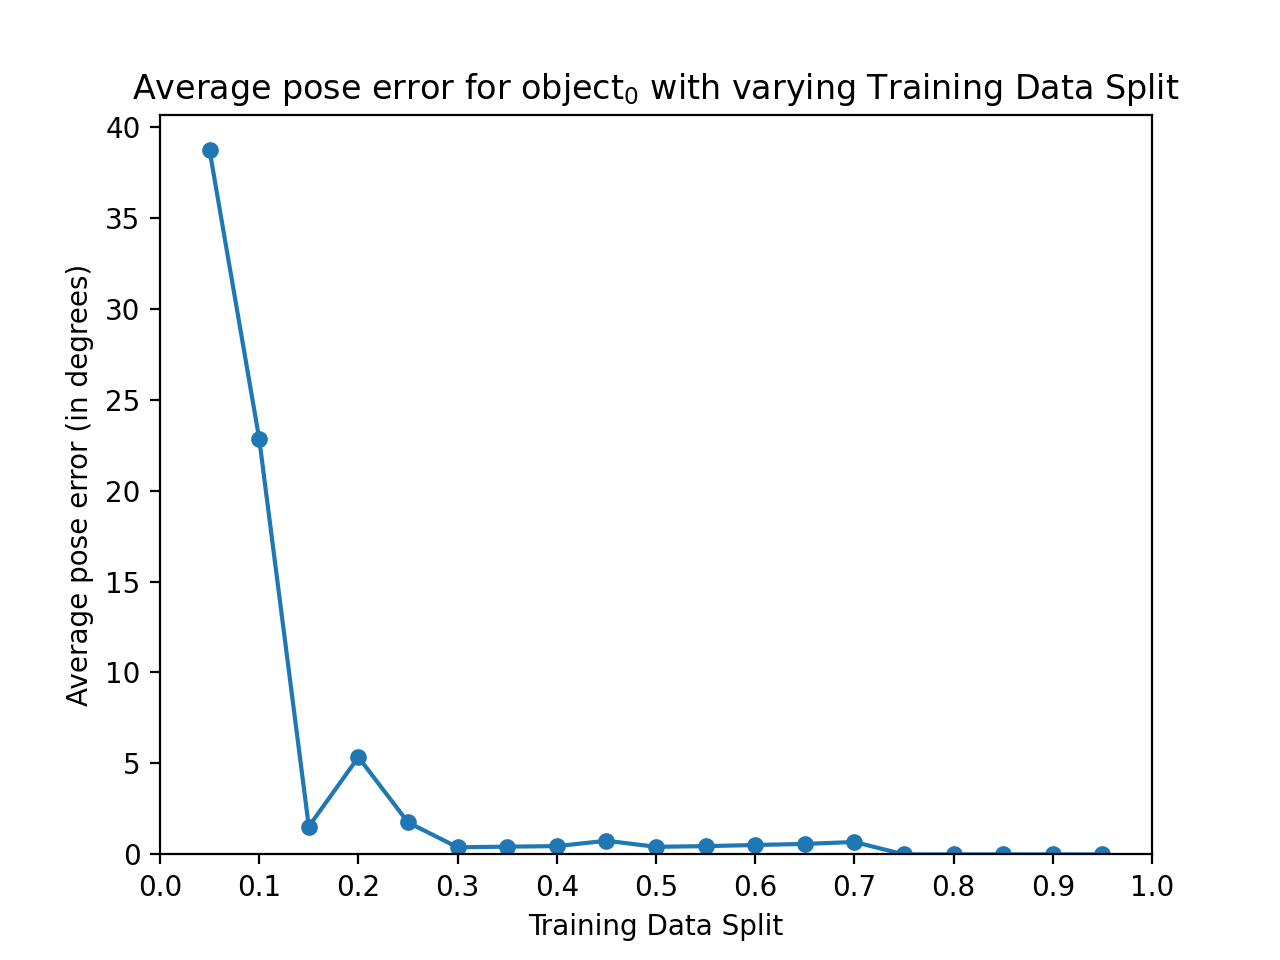 Average pose error for object₀ with varying Training Data Split
Average pose error (in degrees)
40
35
30
25
20
15
10
5
0
0.0 0.1 0.2 0.3 0.4 0.5 0.6 0.7 0.8 0.9 1.0
Training Data Split